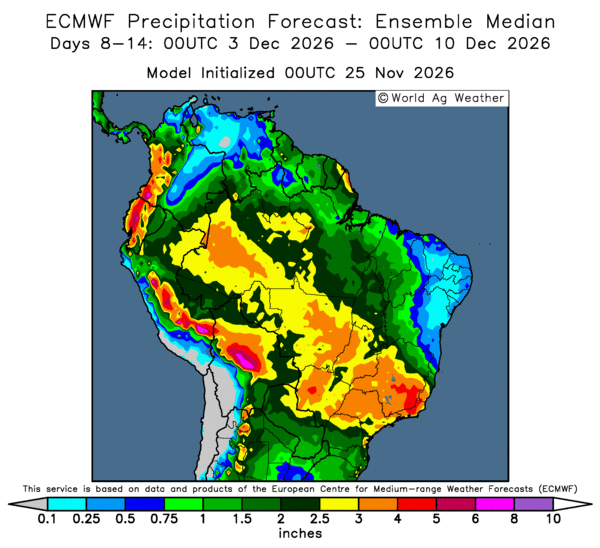 ECMWF Precipitation Forecast: Ensemble Median
Days 8–14: 00UTC 3 Dec 2026 – 00UTC 10 Dec 2026
Model Initialized 00UTC 25 Nov 2026
© World Ag Weather
This service is based on data and products of the European Centre for Medium-range Weather Forecasts (ECMWF)
0.1 0.25 0.5 0.75 1 1.5 2 2.5 3 4 5 6 8 10
inches